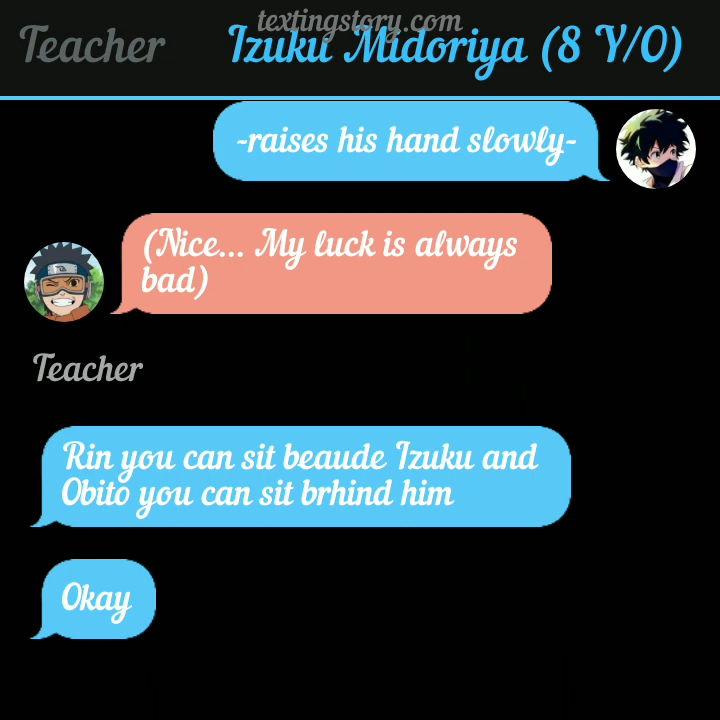 textingstory.com
Teacher
Izuku Midoriya (8 Y/O)
-raises his hand slowly-
(Nice... My luck is always
bad)
Teacher
Rin you can sit beaude Izuku and
Obito you can sit brhind him
Okay